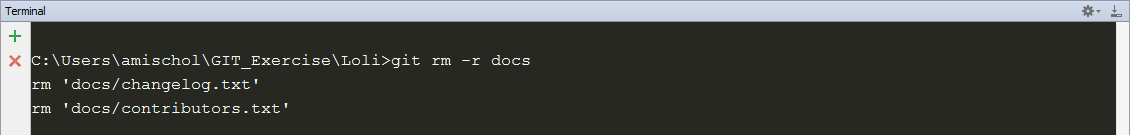 Terminal
C:\Users\amischol\GIT_Exercise\Loli>git rm -r docs
rm 'docs/changelog.txt'
rm 'docs/contributors.txt'